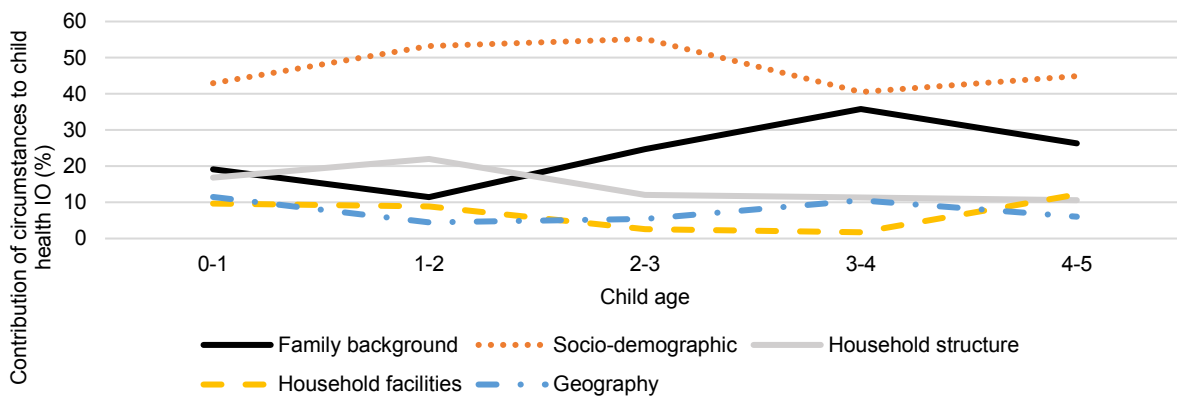 Contribution of circumstances to child
health IO (%)
60
50
40
30
20
10
0
0-1 1-2 2-3 3-4 4-5
Child age
Family background Socio-demographic Household structure
Household facilities Geography